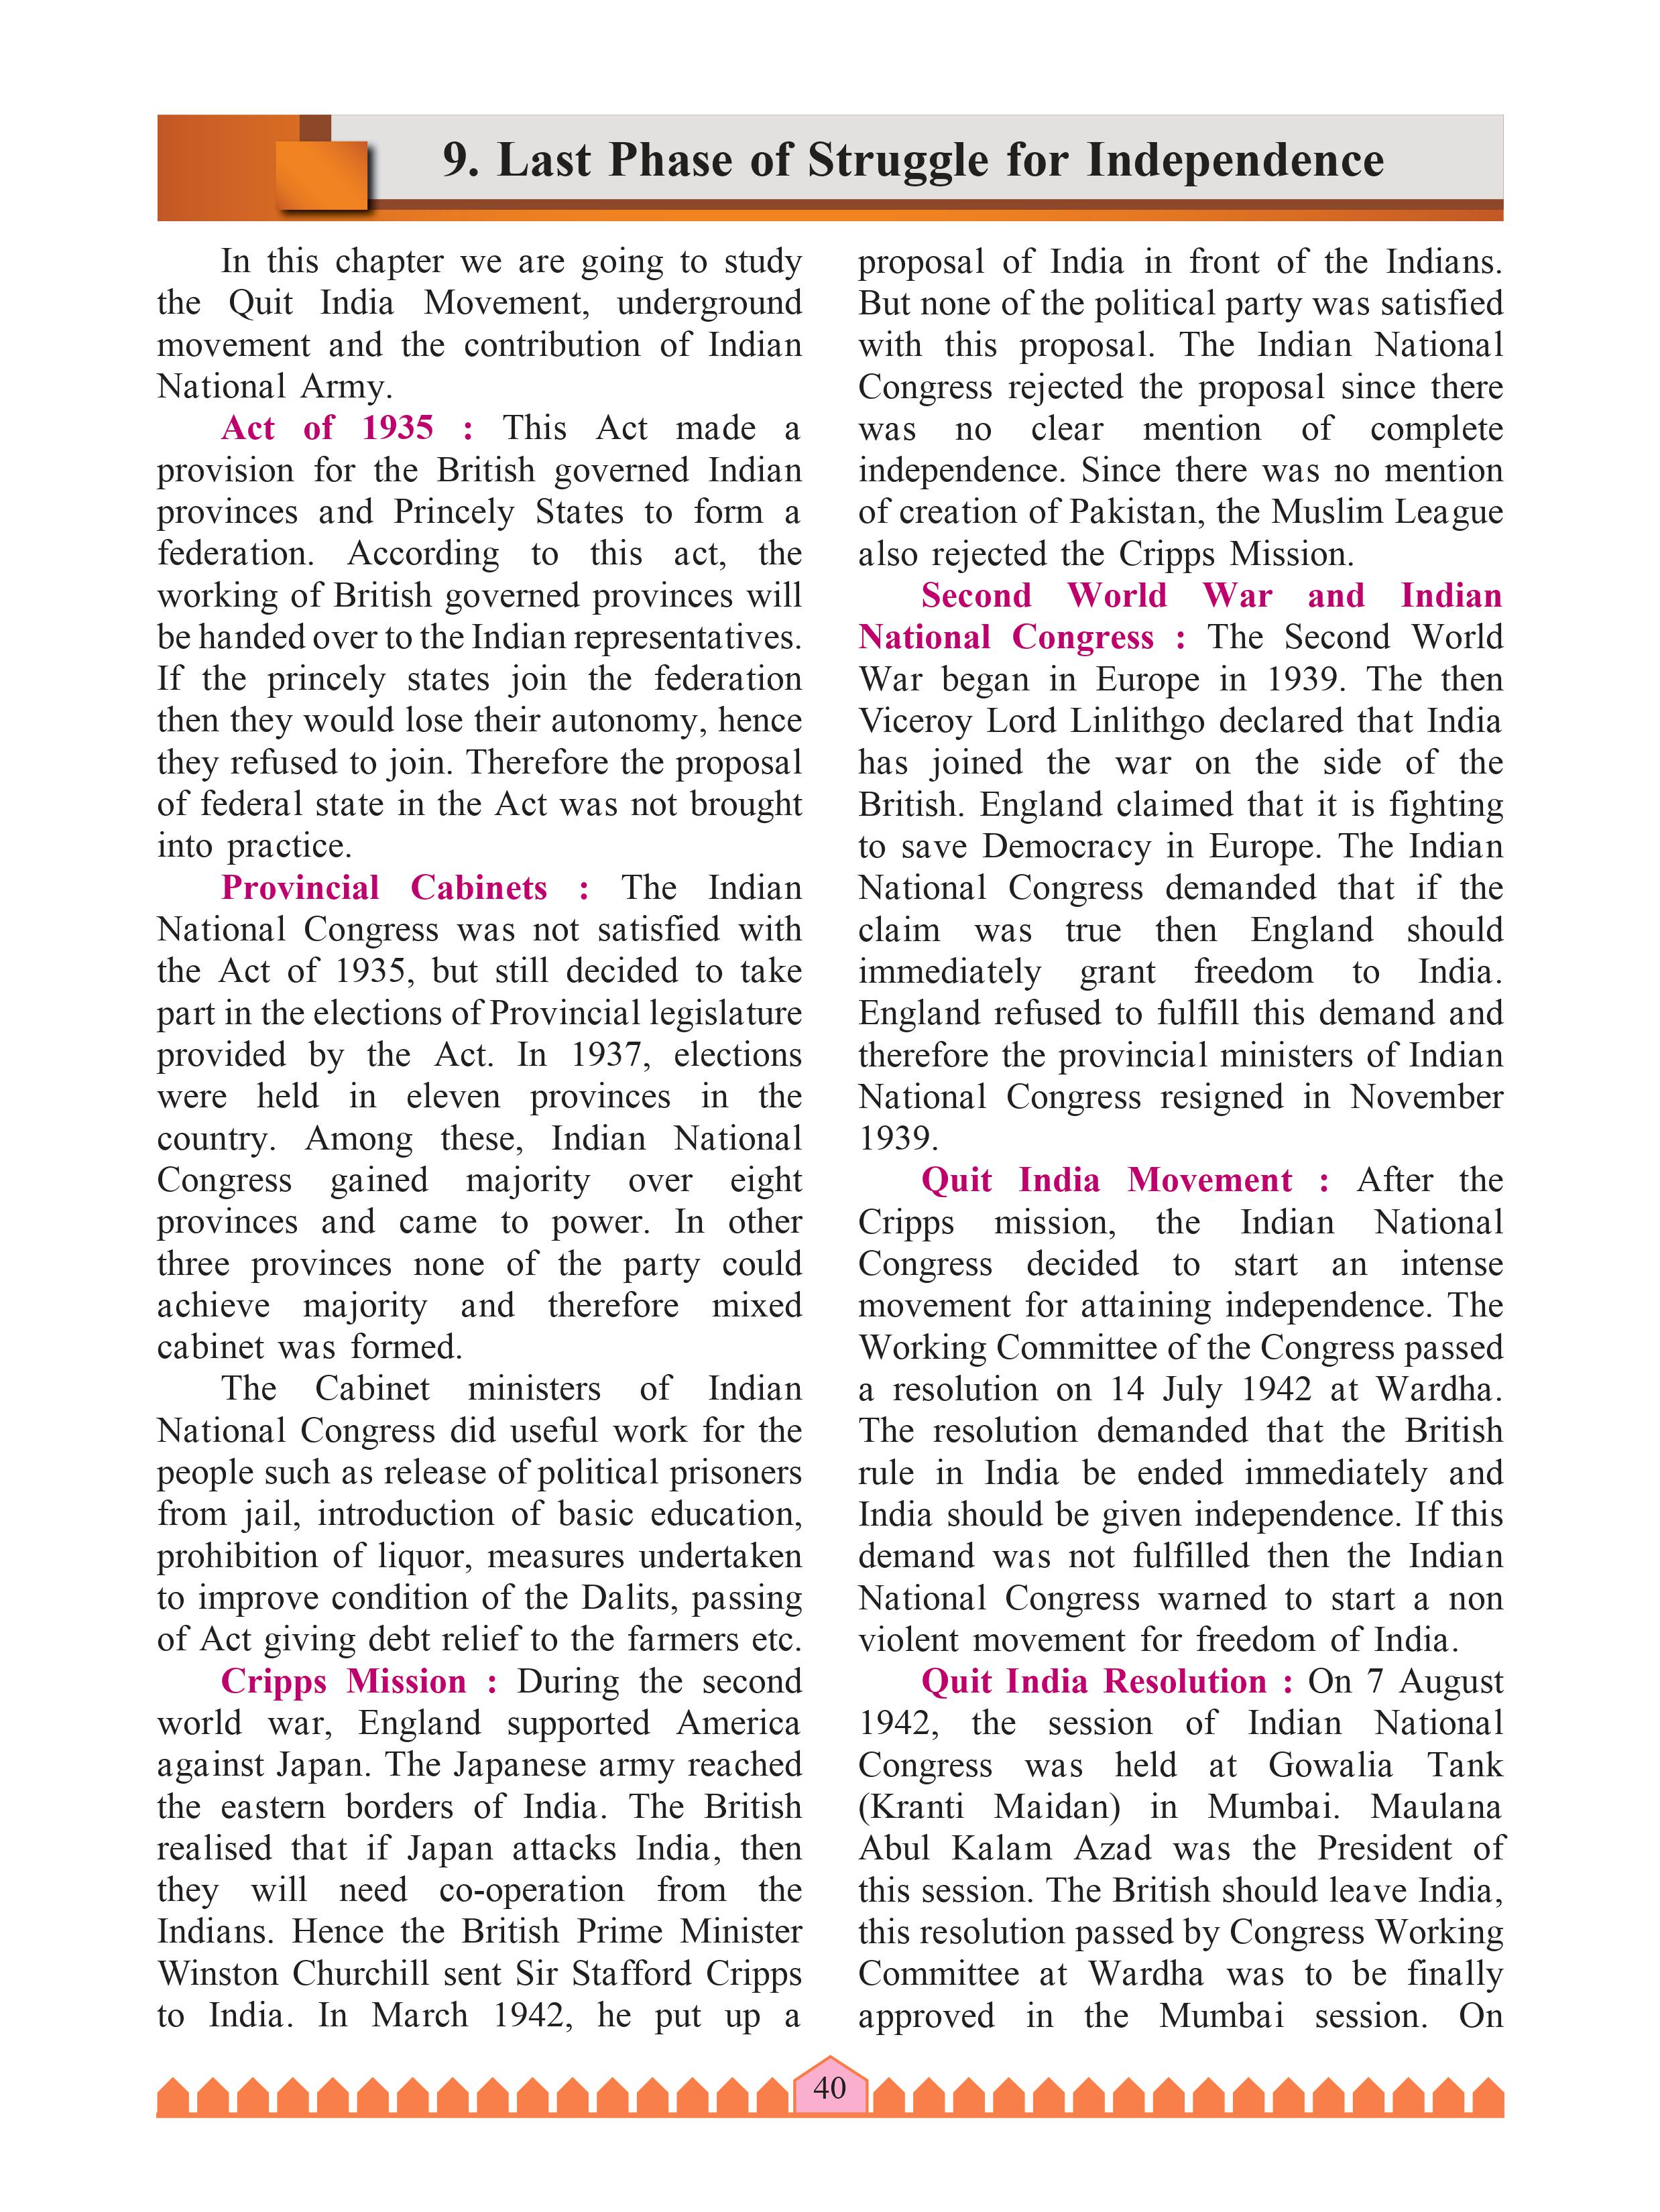 9. Last Phase of Struggle for Independence
In this chapter we are going to study
the Quit India Movement, underground
movement and the contribution of Indian
National Army.
Act of 1935 : This Act made a
provision for the British governed Indian
provinces and Princely States to form a
federation. According to this act, the
working of British governed provinces will
be handed over to the Indian representatives.
If the princely states join the federation
then they would lose their autonomy, hence
they refused to join. Therefore the proposal
of federal state in the Act was not brought
into practice.
Provincial Cabinets : The Indian
National Congress was not satisfied with
the Act of 1935, but still decided to take
part in the elections of Provincial legislature
provided by the Act. In 1937, elections
were held in eleven provinces in the
country. Among these, Indian National
Congress gained majority over eight
provinces and came to power. In other
three provinces none of the party could
achieve majority and therefore mixed
cabinet was formed.
The Cabinet ministers of Indian
National Congress did useful work for the
people such as release of political prisoners
from jail, introduction of basic education,
prohibition of liquor, measures undertaken
to improve condition of the Dalits, passing
of Act giving debt relief to the farmers etc.
Cripps Mission : During the second
world war, England supported America
against Japan. The Japanese army reached
the eastern borders of India. The British
realised that if Japan attacks India, then
they will need co-operation from the
Indians. Hence the British Prime Minister
Winston Churchill sent Sir Stafford Cripps
to India. In March 1942, he put up a
proposal of India in front of the Indians.
But none of the political party was satisfied
with this proposal. The Indian National
Congress rejected the proposal since there
was no clear mention of complete
independence. Since there was no mention
of creation of Pakistan, the Muslim League
also rejected the Cripps Mission.
Second World War and Indian
National Congress : The Second World
War began in Europe in 1939. The then
Viceroy Lord Linlithgo declared that India
has joined the war on the side of the
British. England claimed that it is fighting
to save Democracy in Europe. The Indian
National Congress demanded that if the
claim was true then England should
immediately grant freedom to India.
England refused to fulfill this demand and
therefore the provincial ministers of Indian
National Congress resigned in November
1939.
Quit India Movement : After the
Cripps mission, the Indian National
Congress decided to start an intense
movement for attaining independence. The
Working Committee of the Congress passed
a resolution on 14 July 1942 at Wardha.
The resolution demanded that the British
rule in India be ended immediately and
India should be given independence. If this
demand was not fulfilled then the Indian
National Congress warned to start a non
violent movement for freedom of India.
Quit India Resolution : On 7 August
1942, the session of Indian National
Congress was held at Gowalia Tank
(Kranti Maidan) in Mumbai. Maulana
Abul Kalam Azad was the President of
this session. The British should leave India,
this resolution passed by Congress Working
Committee at Wardha was to be finally
approved in the Mumbai session. On
40